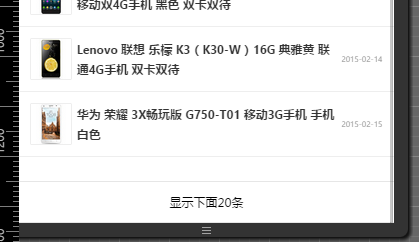 移动双4G手机 黑色 双卡双待
Lenovo 联想 乐檬 K3（K30-W）16G 典雅黄 联
通4G手机 双卡双待
2015-02-14
华为 荣耀 3X畅玩版 G750-T01 移动3G手机 手机
白色
2015-02-15
显示下面20条
1000
1200